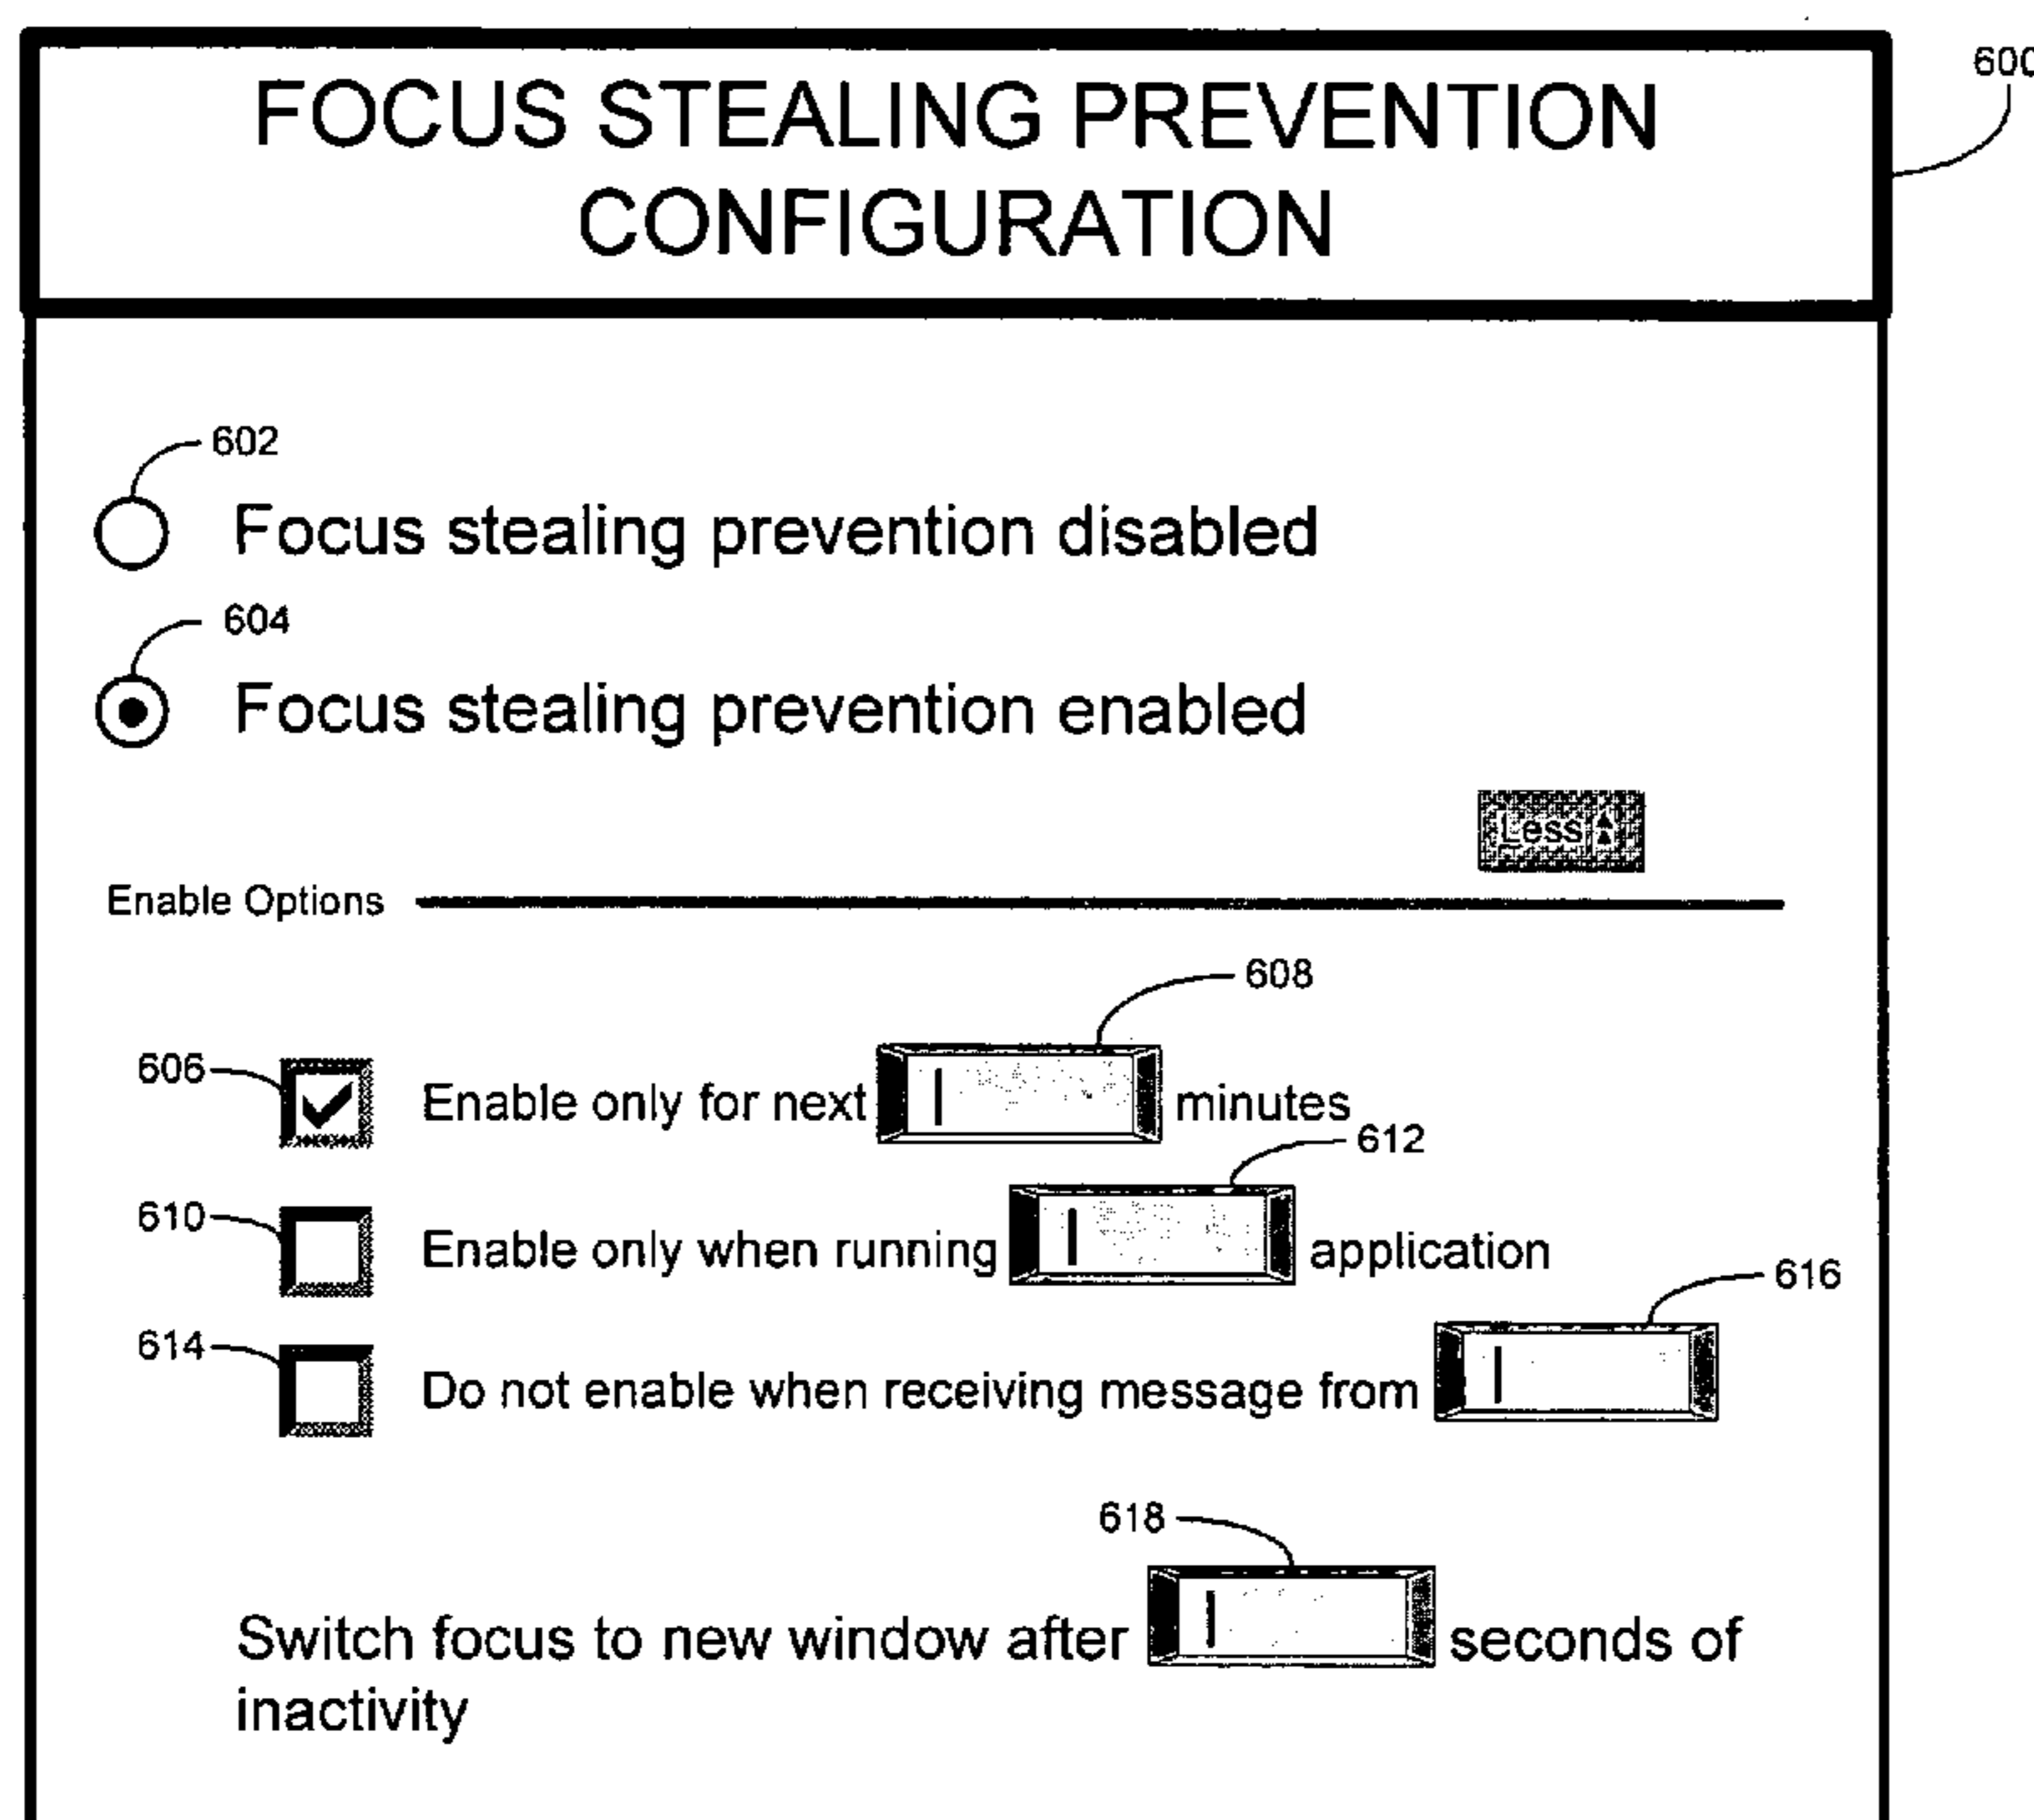 FOCUS STEALING PREVENTION
CONFIGURATION
600
602
Focus stealing prevention disabled
604
Focus stealing prevention enabled
Less
Enable Options
608
606
Enable only for next minutes
612
610
Enable only when running application
616
614
Do not enable when receiving message from
618
Switch focus to new window after seconds of
inactivity